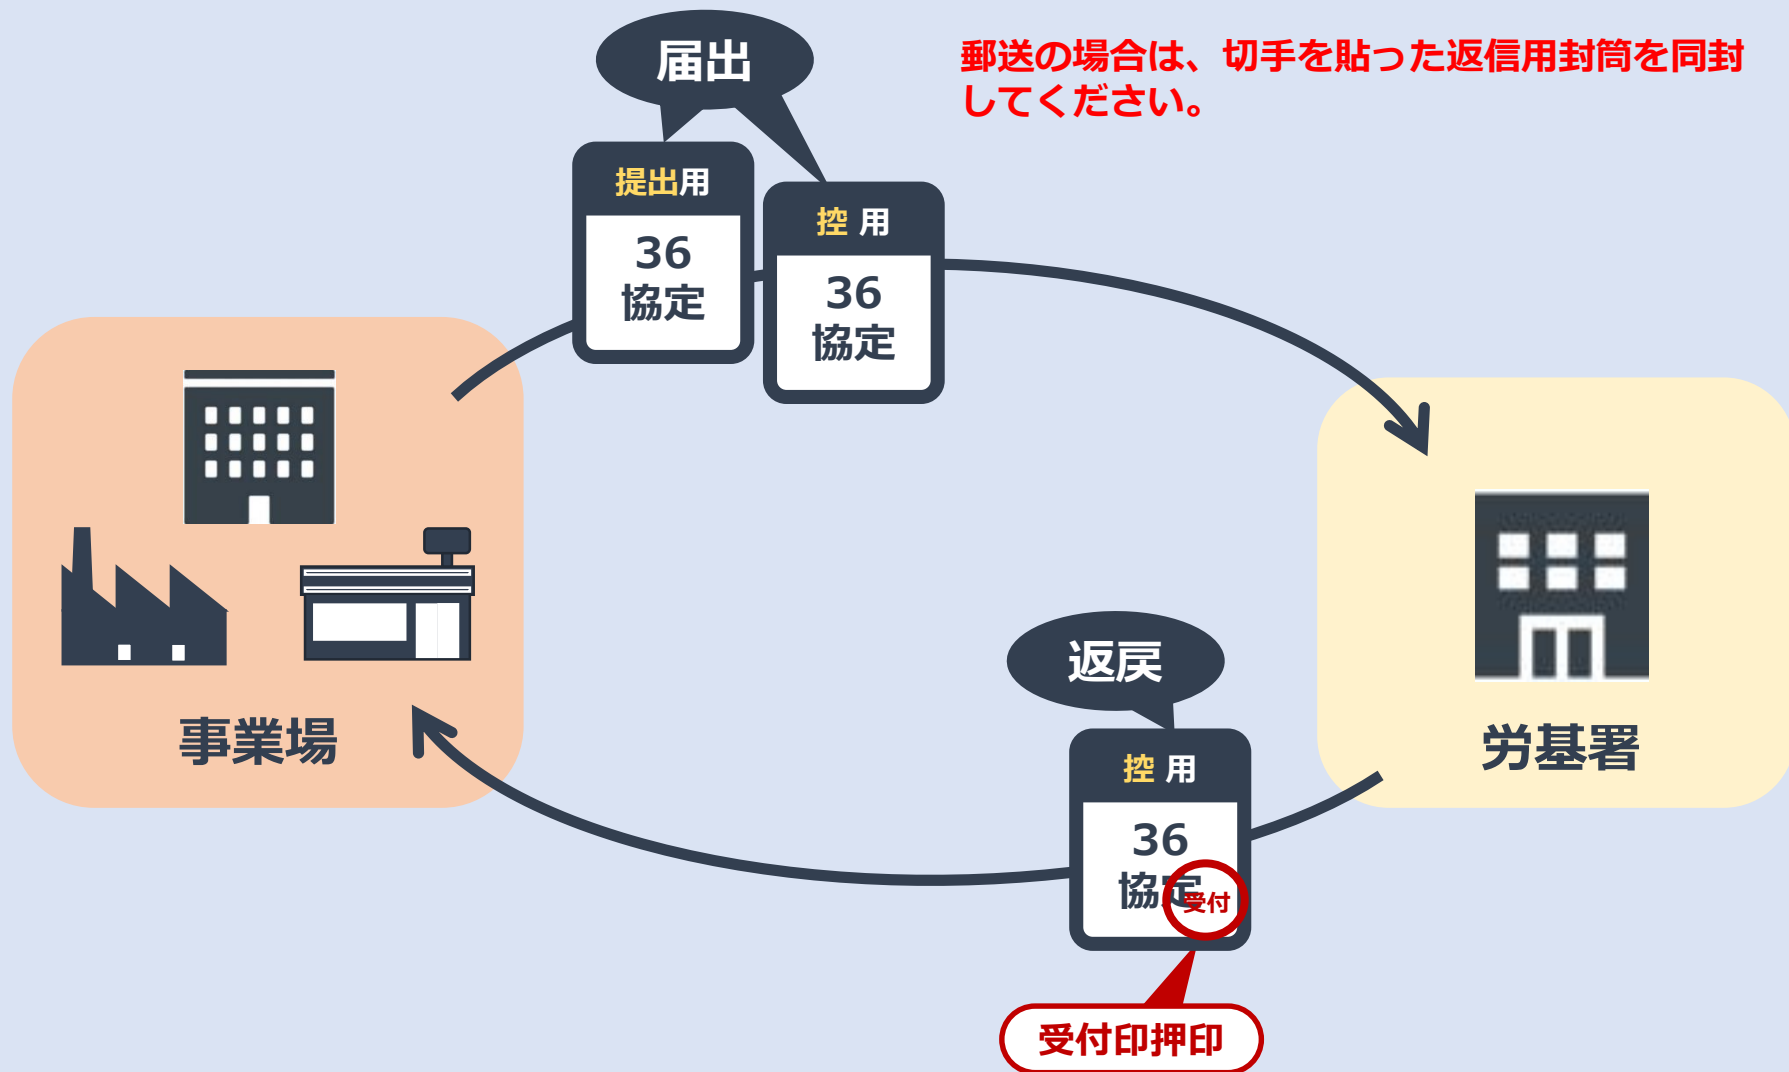 届出
郵送の場合は、切手を貼った返信用封筒を同封
してください。
提出用
36
協定
控 用
36
協定
事業場
労基署
返戻
控 用
36
協定
受付
受付印押印